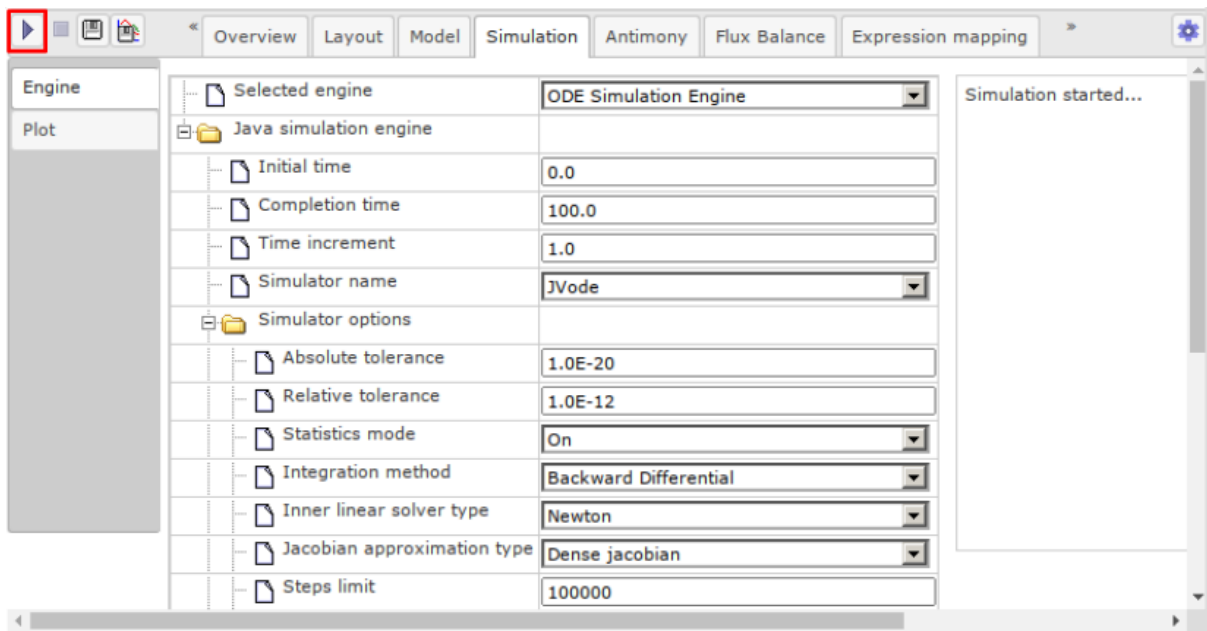 « Overview Layout Model Simulation Antimony Flux Balance Expression mapping »
Engine
Plot
Selected engine ODE Simulation Engine
Java simulation engine
Initial time 0.0
Completion time 100.0
Time increment 1.0
Simulator name JVode
Simulator options
Absolute tolerance 1.0E-20
Relative tolerance 1.0E-12
Statistics mode On
Integration method Backward Differential
Inner linear solver type Newton
Jacobian approximation type Dense jacobian
Steps limit 100000
Simulation started...